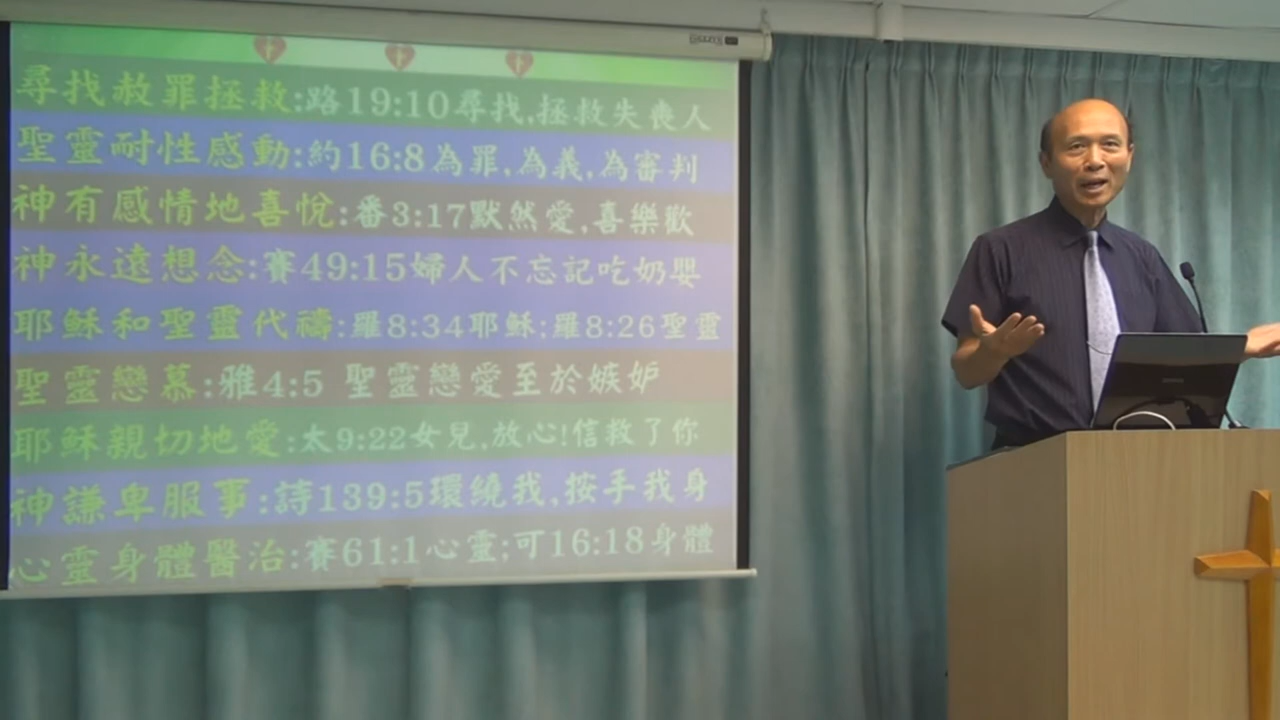 尋找赦罪拯救:路19:10尋找,拯救失喪人
聖靈耐性感動:約16:8為罪,為義,為審判
神有感情地喜悅:番3:17默然愛,喜樂歡
神永遠想念:賽49:15婦人不忘記吃奶嬰
耶穌和聖靈代禱:羅8:34耶穌;羅8:26聖靈
聖靈戀慕:雅4:5 聖靈戀愛至於嫉妒
耶穌親切地愛:太9:22女兒,放心!信救了你
神謙卑服事:詩139:5環繞我,按手我身
心靈身體醫治:賽61:1心靈;可16:18身體